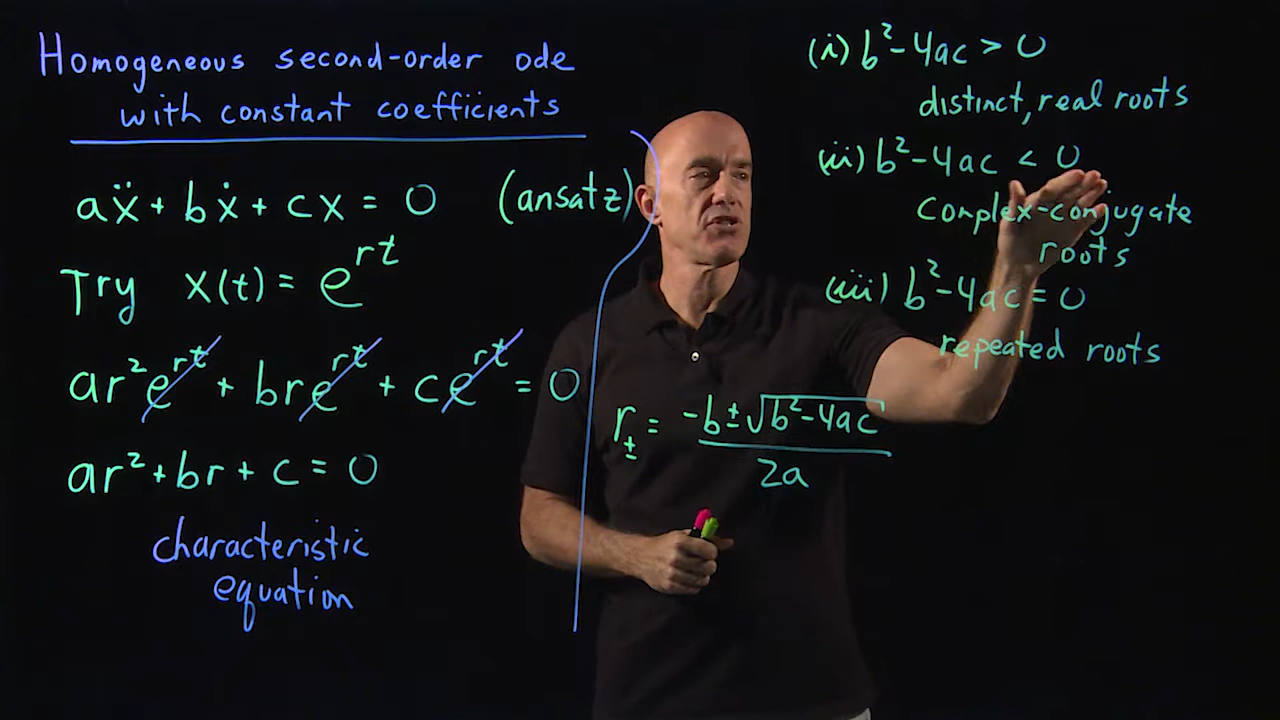 Homogeneous second-order ode
with constant coefficients
aẍ + bẋ + cx = 0 (ansatz)
Try x(t) = e^{rt}
ar²e^{rt} + bre^{rt} + ce^{rt} = 0
ar² + br + c = 0
characteristic
equation
r± = (-b ± √(b²-4ac)) / 2a
(i) b²-4ac > 0
distinct, real roots
(ii) b²-4ac < 0
complex-conjugate
roots
(iii) b²-4ac = 0
repeated roots